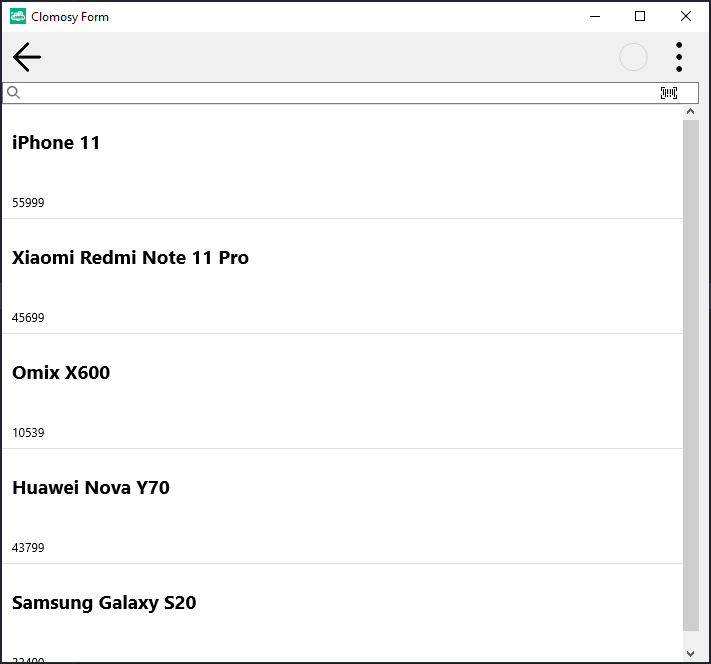 Clomosy Form
iPhone 11
55999
Xiaomi Redmi Note 11 Pro
45699
Omix X600
10539
Huawei Nova Y70
43799
Samsung Galaxy S20